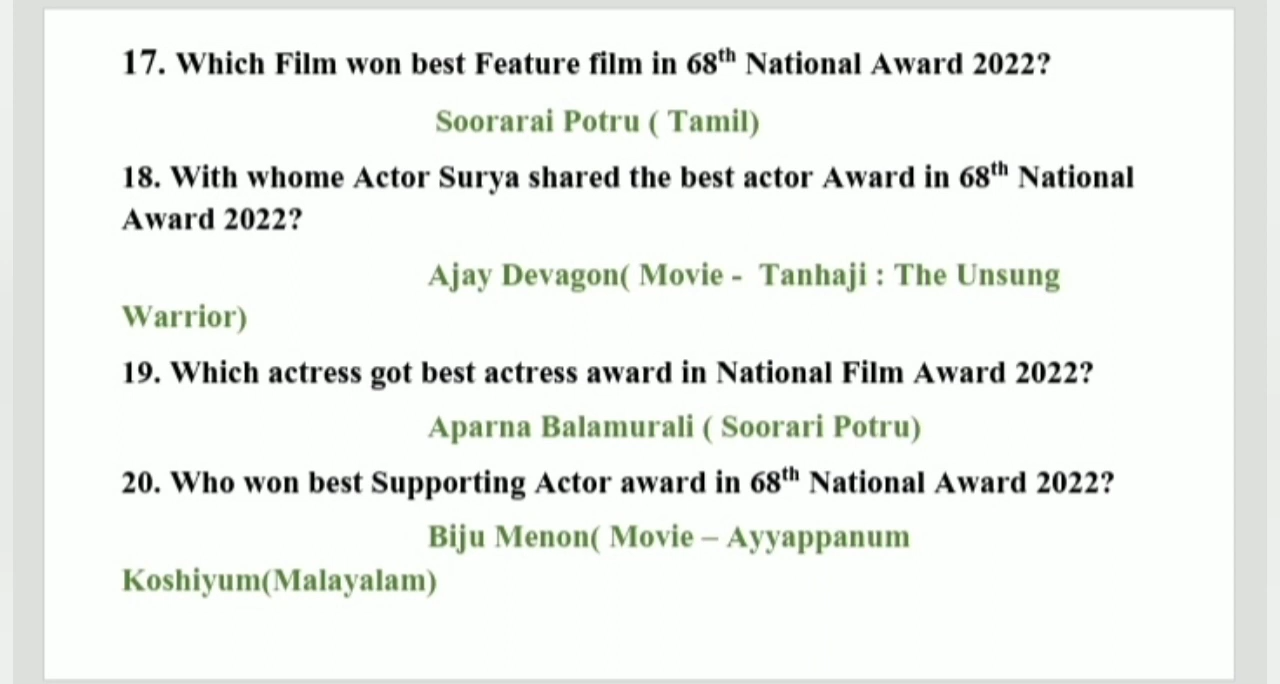 17. Which Film won best Feature film in 68th National Award 2022?
Soorarai Potru ( Tamil)
18. With whome Actor Surya shared the best actor Award in 68th National
Award 2022?
Ajay Devagon( Movie - Tanhaji : The Unsung
Warrior)
19. Which actress got best actress award in National Film Award 2022?
Aparna Balamurali ( Soorari Potru)
20. Who won best Supporting Actor award in 68th National Award 2022?
Biju Menon( Movie – Ayyappanum
Koshiyum(Malayalam)